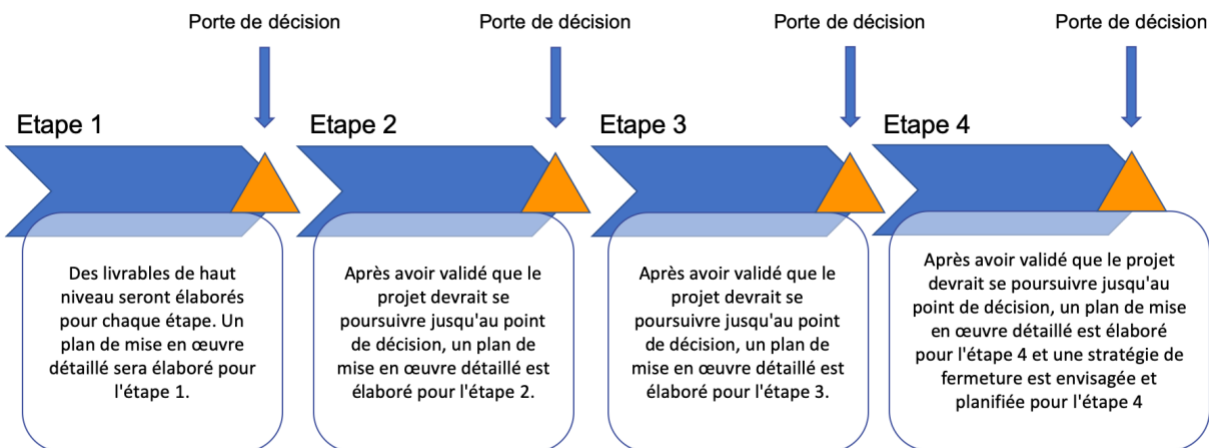 Porte de décision
Porte de décision
Porte de décision
Porte de décision
Etape 1
Etape 2
Etape 3
Etape 4
Des livrables de haut
niveau seront élaborés
pour chaque étape. Un
plan de mise en œuvre
détaillé sera élaboré pour
l'étape 1.
Après avoir validé que le
projet devrait se
poursuivre jusqu'au point
de décision, un plan de
mise en œuvre détaillé est
élaboré pour l'étape 2.
Après avoir validé que le
projet devrait se
poursuivre jusqu'au point
de décision, un plan de
mise en œuvre détaillé est
élaboré pour l'étape 3.
Après avoir validé que le projet
devrait se poursuivre jusqu'au
point de décision, un plan de mise
en œuvre détaillé est élaboré
pour l'étape 4 et une stratégie de
fermeture est envisagée et
planifiée pour l'étape 4